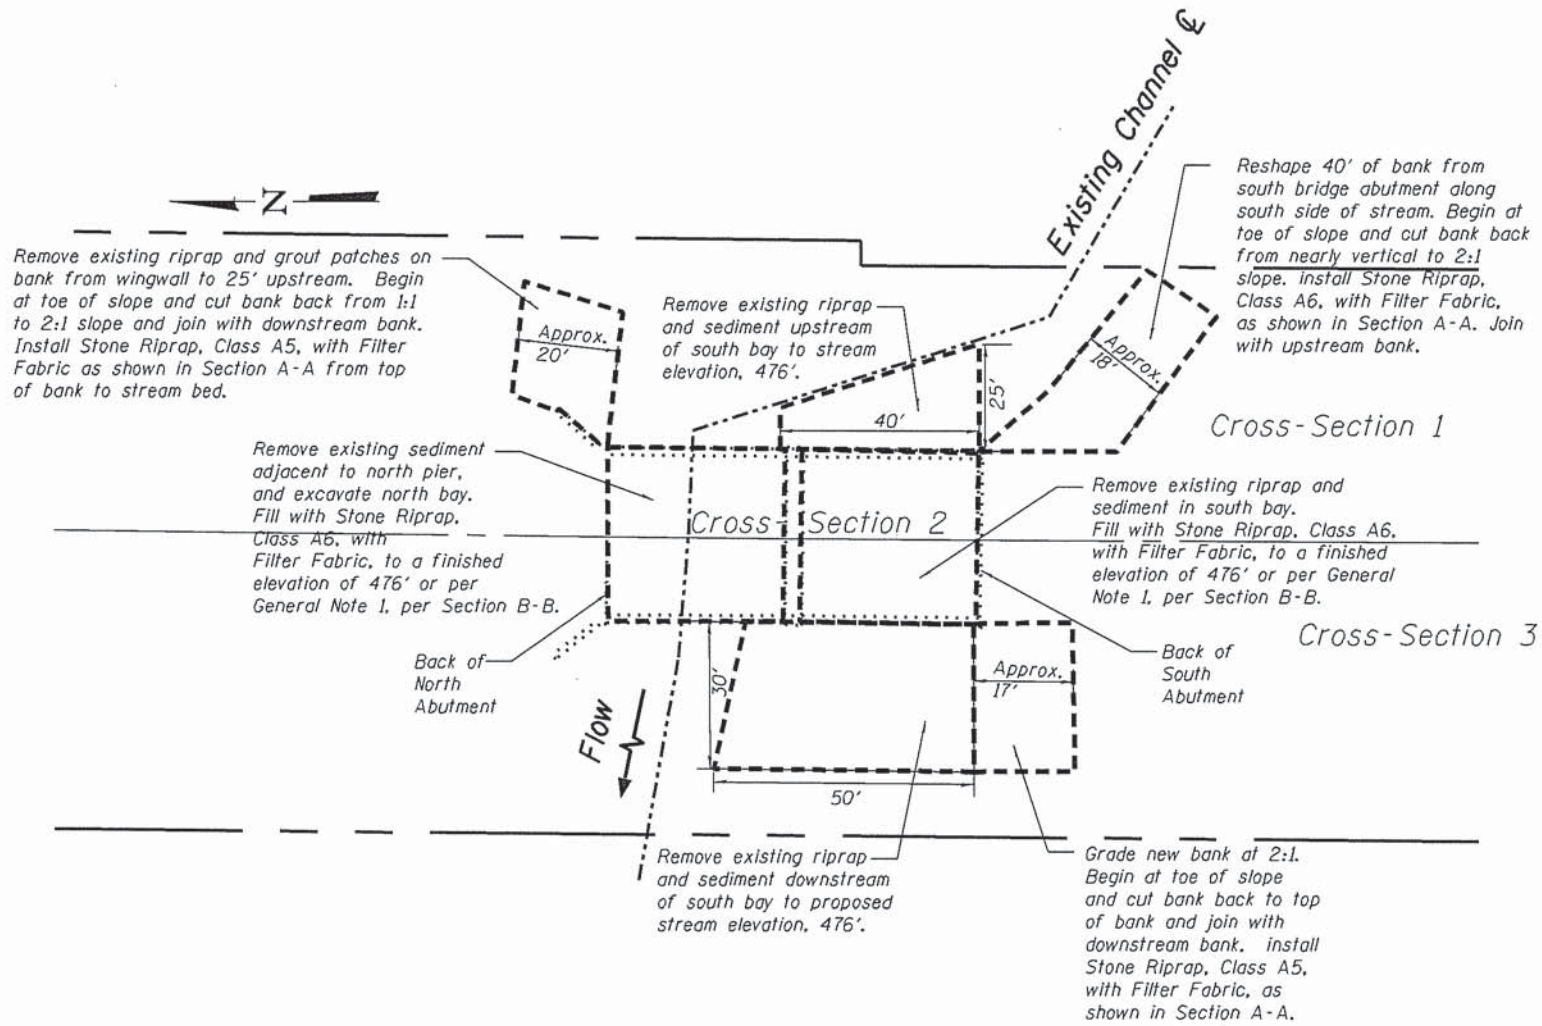 Existing Channel ℄
N
Remove existing riprap and grout patches on
bank from wingwall to 25' upstream. Begin
at toe of slope and cut bank back from 1:1
to 2:1 slope and join with downstream bank.
Install Stone Riprap, Class A5, with Filter
Fabric as shown in Section A-A from top
of bank to stream bed.
Approx.
20'
Remove existing riprap
and sediment upstream
of south bay to stream
elevation, 476'.
40'
25'
Reshape 40' of bank from
south bridge abutment along
south side of stream. Begin at
toe of slope and cut bank back
from nearly vertical to 2:1
slope. install Stone Riprap,
Class A6, with Filter Fabric,
as shown in Section A-A. Join
with upstream bank.
Approx.
18'
Cross-Section 1
Remove existing sediment
adjacent to north pier,
and excavate north bay.
Fill with Stone Riprap,
Class A6, with
Filter Fabric, to a finished
elevation of 476' or per
General Note 1, per Section B-B.
Cross-Section 2
Remove existing riprap and
sediment in south bay.
Fill with Stone Riprap, Class A6,
with Filter Fabric, to a finished
elevation of 476' or per General
Note 1, per Section B-B.
Cross-Section 3
Back of
North
Abutment
Flow
30'
50'
Approx.
17'
Back of
South
Abutment
Remove existing riprap
and sediment downstream
of south bay to proposed
stream elevation, 476'.
Grade new bank at 2:1.
Begin at toe of slope
and cut bank back to top
of bank and join with
downstream bank. install
Stone Riprap, Class A5,
with Filter Fabric, as
shown in Section A-A.